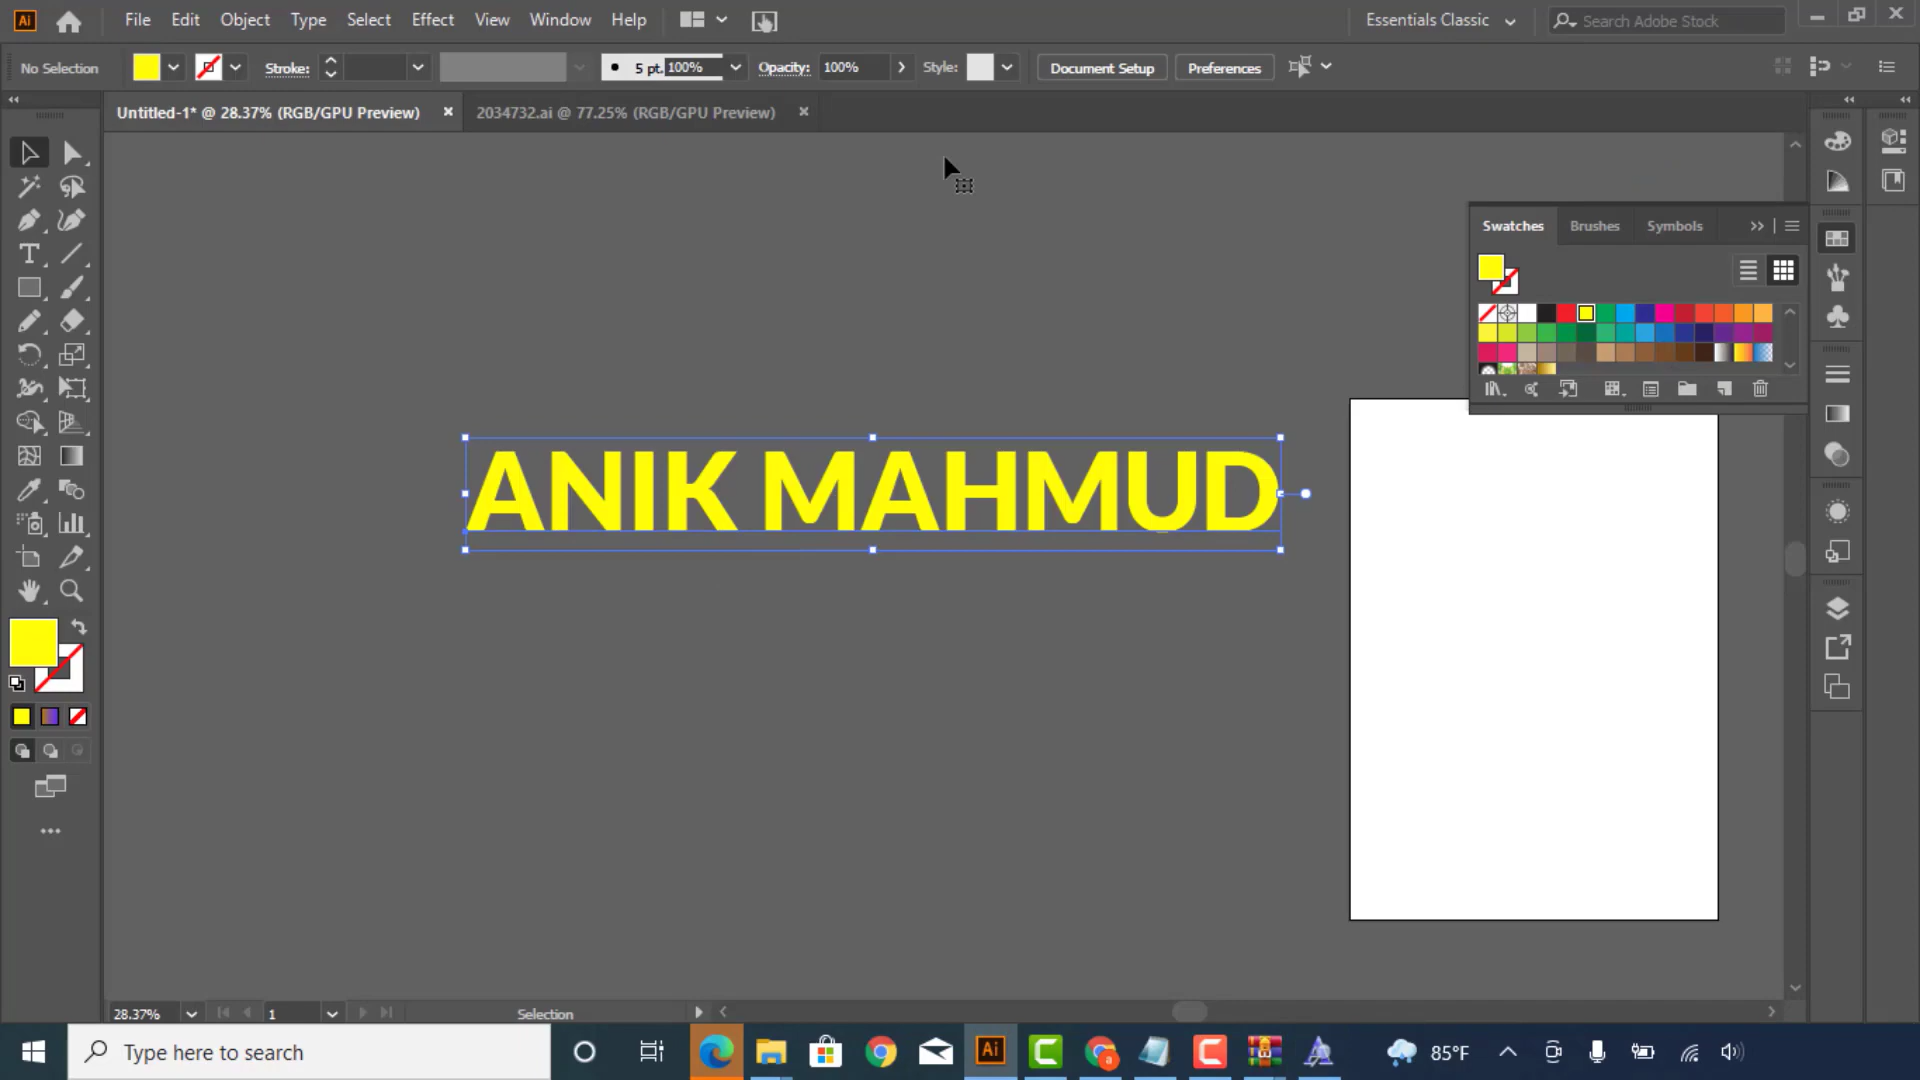 Ai File Edit Object Type Select Effect View Window Help Essentials Classic Search Adobe Stock
No Selection Stroke: 5 pt. 100% Opacity: 100% Style: Document Setup Preferences
Untitled-1* @ 28.37% (RGB/GPU Preview) 2034732.ai @ 77.25% (RGB/GPU Preview)
Swatches Brushes Symbols
ANIK MAHMUD
28.37% 1 Selection
Type here to search Ai 85°F